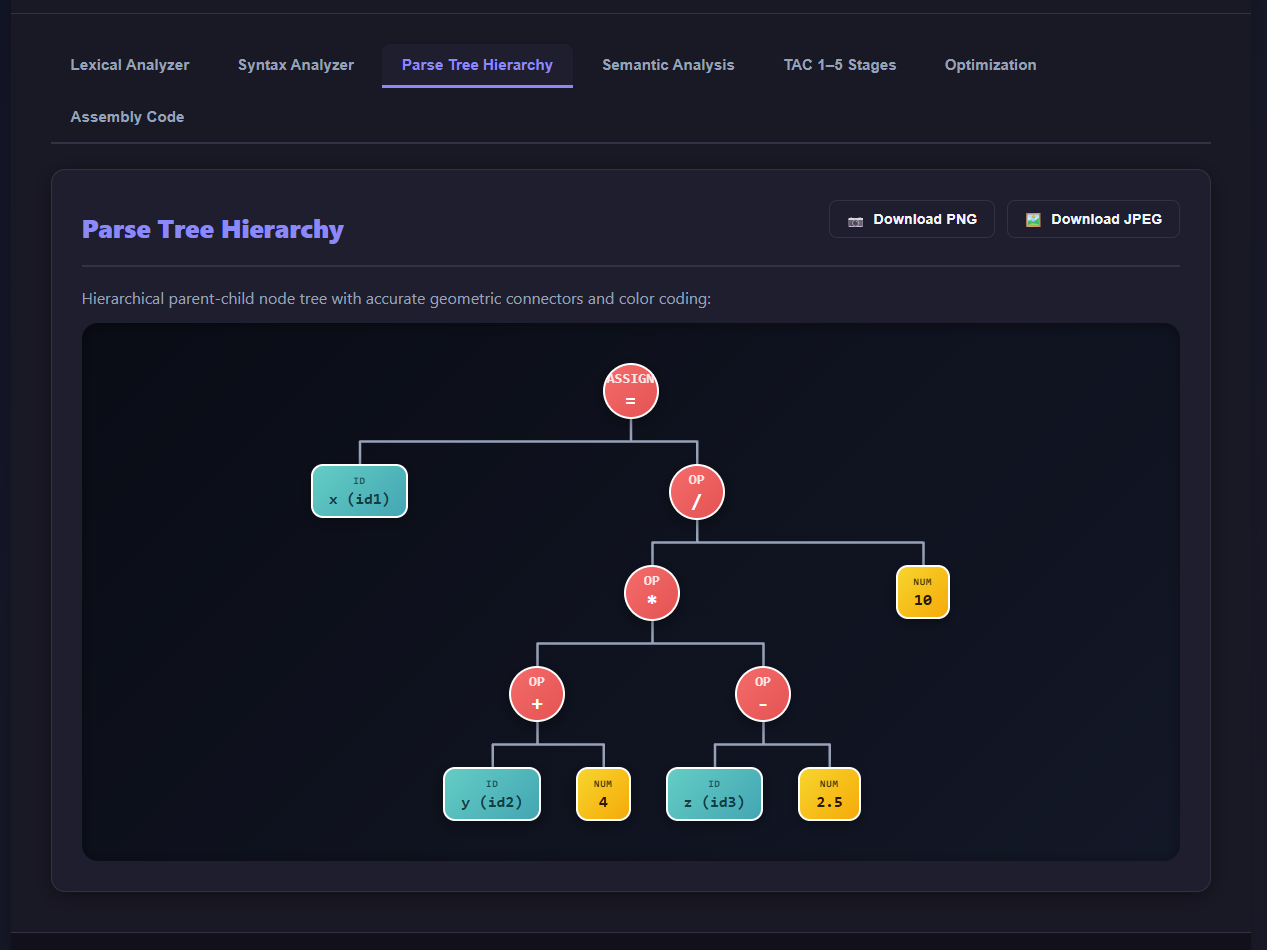 Lexical Analyzer Syntax Analyzer Parse Tree Hierarchy Semantic Analysis TAC 1–5 Stages Optimization
Assembly Code
Parse Tree Hierarchy
Download PNG Download JPEG
Hierarchical parent-child node tree with accurate geometric connectors and color coding:
ASSIGN
=
ID
x (id1)
OP
/
OP
*
NUM
10
OP
+
OP
-
ID
y (id2)
NUM
4
ID
z (id3)
NUM
2.5